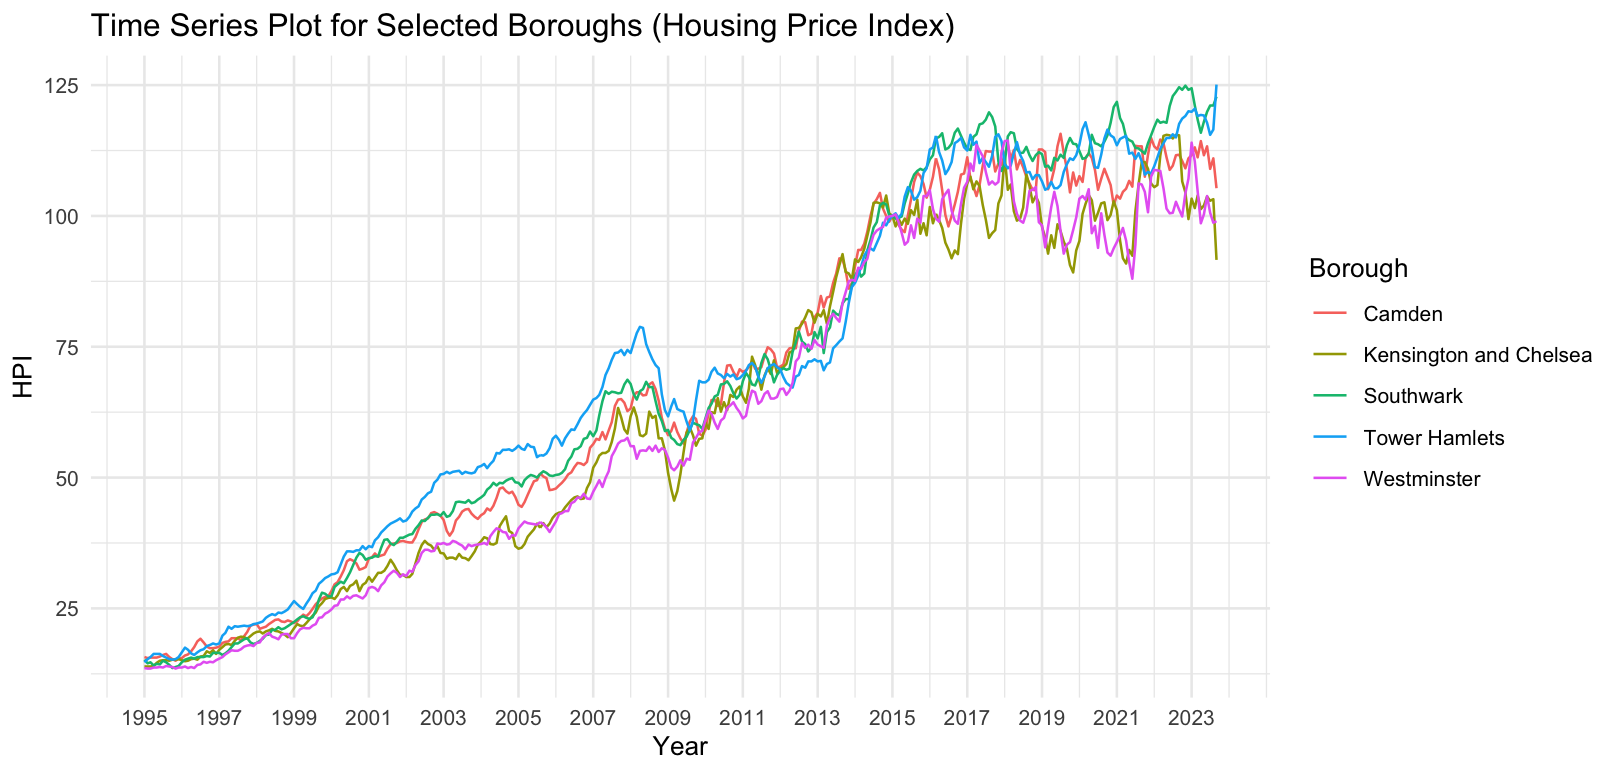 Time Series Plot for Selected Boroughs (Housing Price Index)
125
100
75
50
25
HPI
1995 1997 1999 2001 2003 2005 2007 2009 2011 2013 2015 2017 2019 2021 2023
Year
Borough
Camden
Kensington and Chelsea
Southwark
Tower Hamlets
Westminster